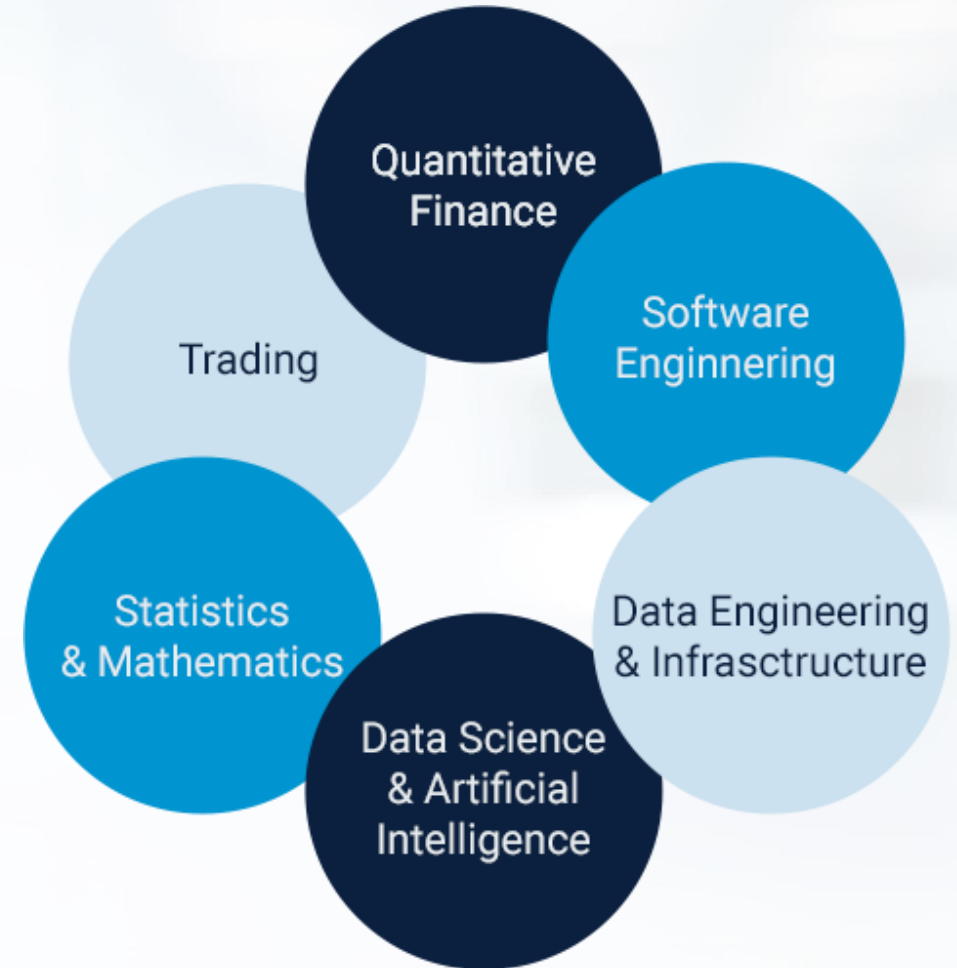 Quantitative
Finance
Software
Enginnering
Trading
Statistics
& Mathematics
Data Engineering
& Infrasctructure
Data Science
& Artificial
Intelligence